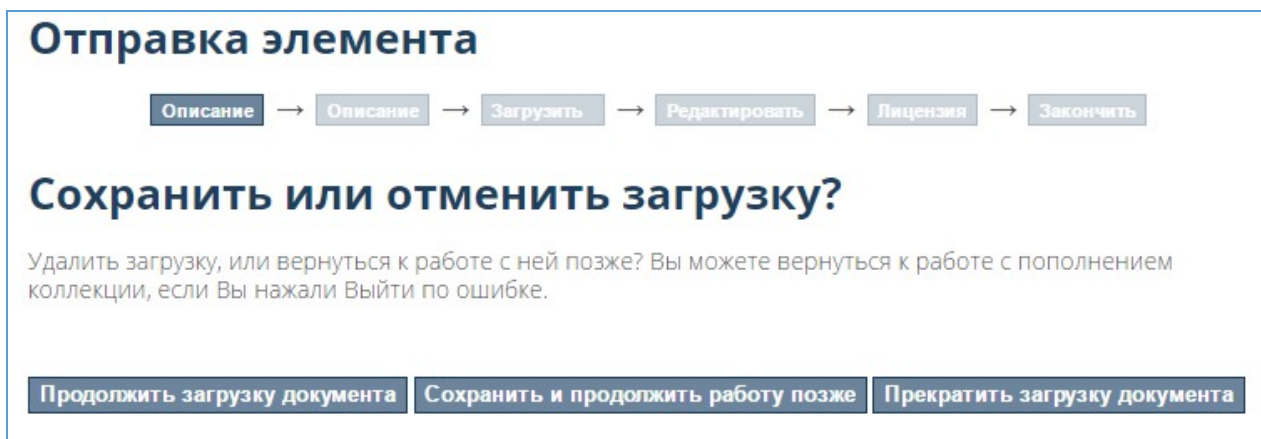 Отправка элемента
Описание → Описание → Загрузить → Редактировать → Лицензия → Закончить
Сохранить или отменить загрузку?
Удалить загрузку, или вернуться к работе с ней позже? Вы можете вернуться к работе с пополнением
коллекции, если Вы нажали Выйти по ошибке.
Продолжить загрузку документа Сохранить и продолжить работу позже Прекратить загрузку документа